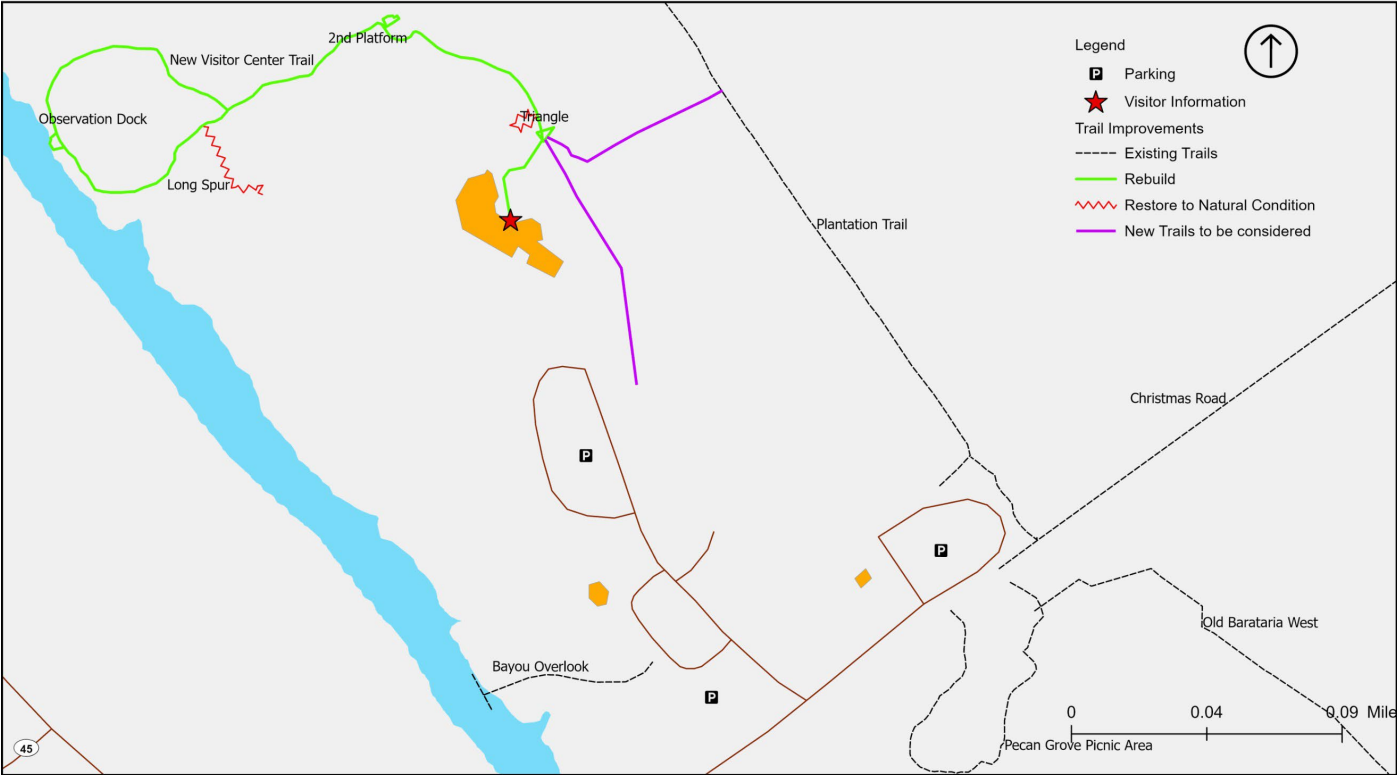 2nd Platform
New Visitor Center Trail
Observation Dock
Triangle
Long Spur
Plantation Trail
Christmas Road
Bayou Overlook
Old Barataria West
Pecan Grove Picnic Area
45
P
P
P
Legend
P Parking
Visitor Information
Trail Improvements
Existing Trails
Rebuild
Restore to Natural Condition
New Trails to be considered
0 0.04 0.09 Mile